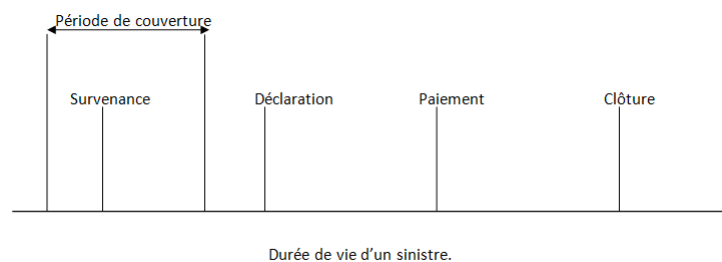 Période de couverture
Survenance Déclaration Paiement Clôture
Durée de vie d'un sinistre.